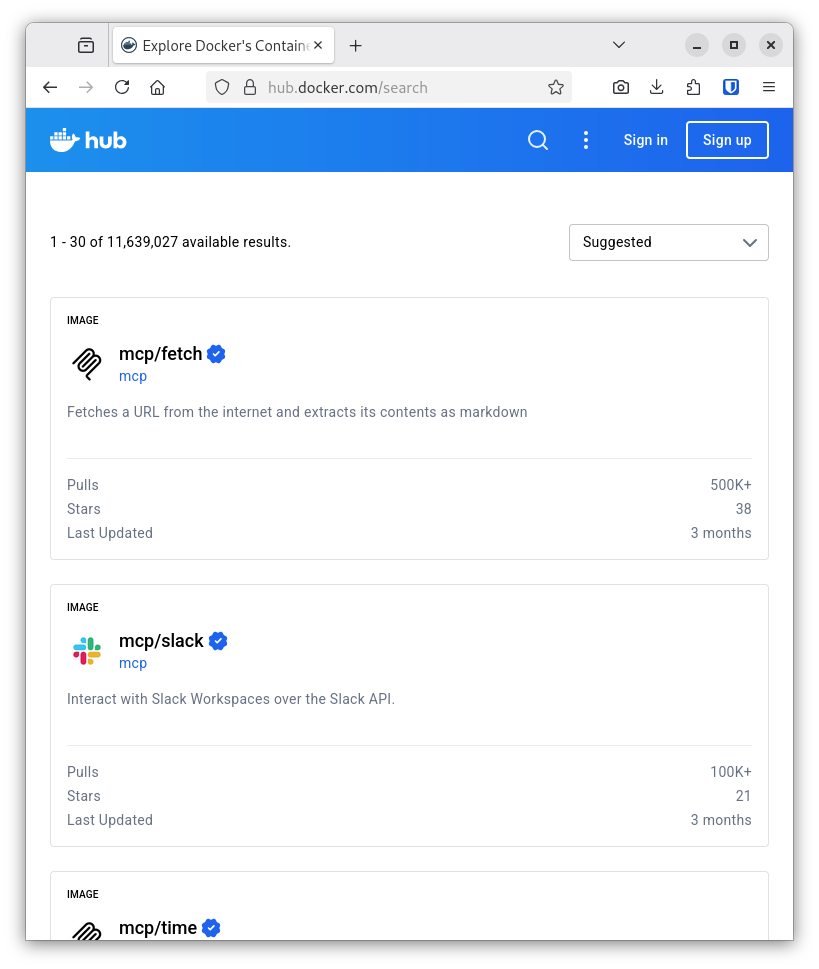 Explore Docker's Contain
hub.docker.com/search
hub
Sign in
Sign up
1 - 30 of 11,639,027 available results.
Suggested
IMAGE
mcp/fetch
mcp
Fetches a URL from the internet and extracts its contents as markdown
Pulls 500K+
Stars 38
Last Updated 3 months
IMAGE
mcp/slack
mcp
Interact with Slack Workspaces over the Slack API.
Pulls 100K+
Stars 21
Last Updated 3 months
IMAGE
mcp/time